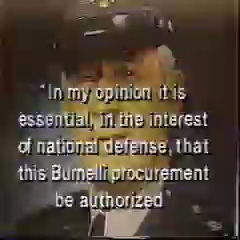 "In my opinion it is
essential, in the interest
of national defense, that
this Burnelli procurement
be authorized"